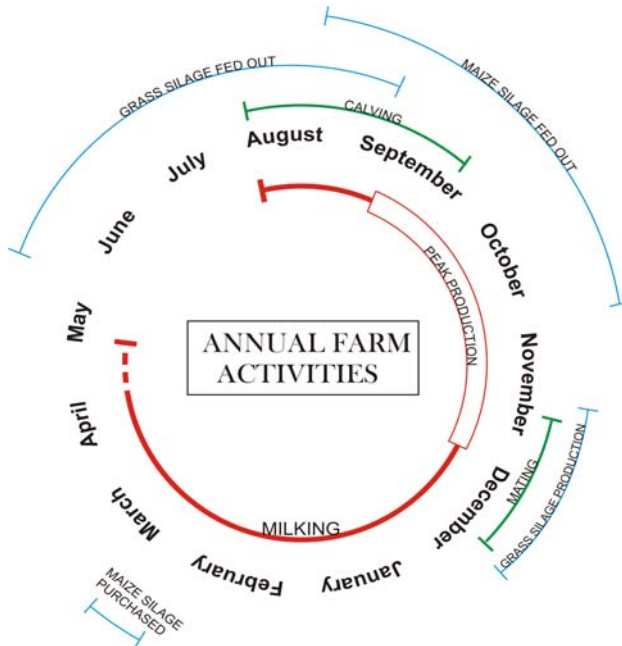 GRASS SILAGE FED OUT
MAIZE SILAGE FED OUT
CALVING
August
September
July
June
October
May
PEAK PRODUCTION
ANNUAL FARM
ACTIVITIES
November
April
December
MATING
GRASS SILAGE PRODUCTION
March
MILKING
January
February
MAIZE SILAGE
PURCHASED